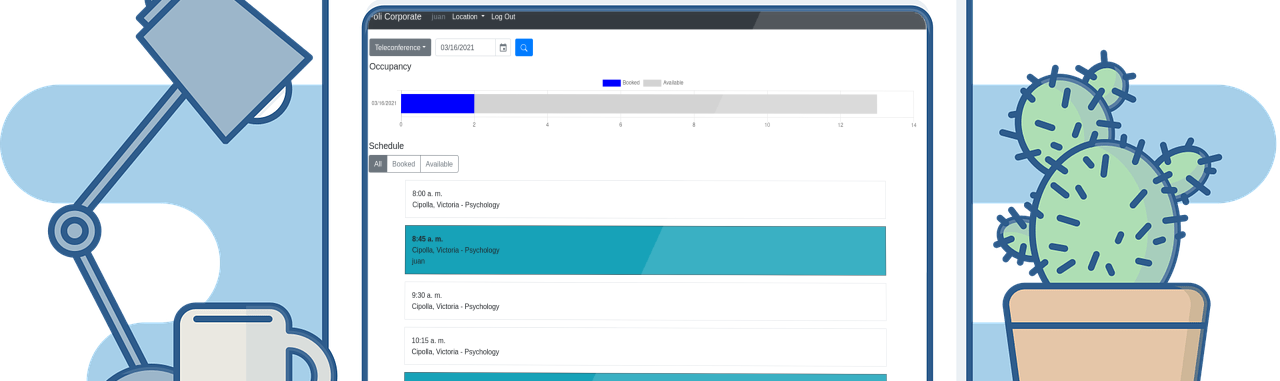 oli Corporate juan Location Log Out
Teleconference 03/16/2021
Occupancy
Booked Available
03/16/2021
0 2 4 6 8 10 12 14
Schedule
All Booked Available
8:00 a. m.
Cipolla, Victoria - Psychology
8:45 a. m.
Cipolla, Victoria - Psychology
juan
9:30 a. m.
Cipolla, Victoria - Psychology
10:15 a. m.
Cipolla, Victoria - Psychology